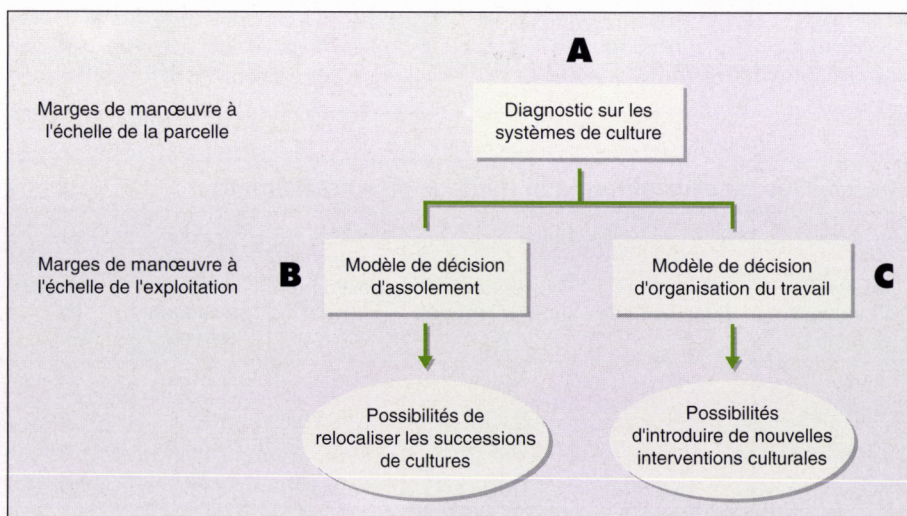 A
Marges de manœuvre à
l'échelle de la parcelle
Diagnostic sur les
systèmes de culture
Marges de manœuvre à
l'échelle de l'exploitation
B
Modèle de décision
d'assolement
Modèle de décision
d'organisation du travail
C
Possibilités de
relocaliser les successions
de cultures
Possibilités
d'introduire de nouvelles
interventions culturales